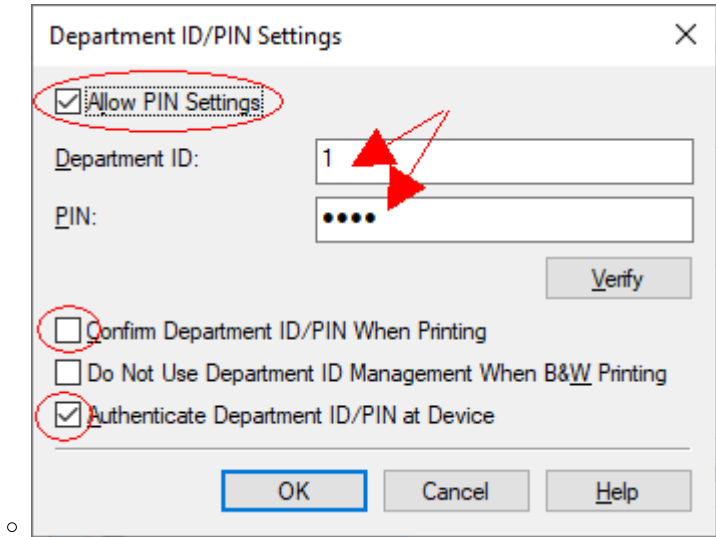 Department ID/PIN Settings
Allow PIN Settings
Department ID: 1
PIN: ••••
Verify
Confirm Department ID/PIN When Printing
Do Not Use Department ID Management When B&W Printing
Authenticate Department ID/PIN at Device
OK Cancel Help